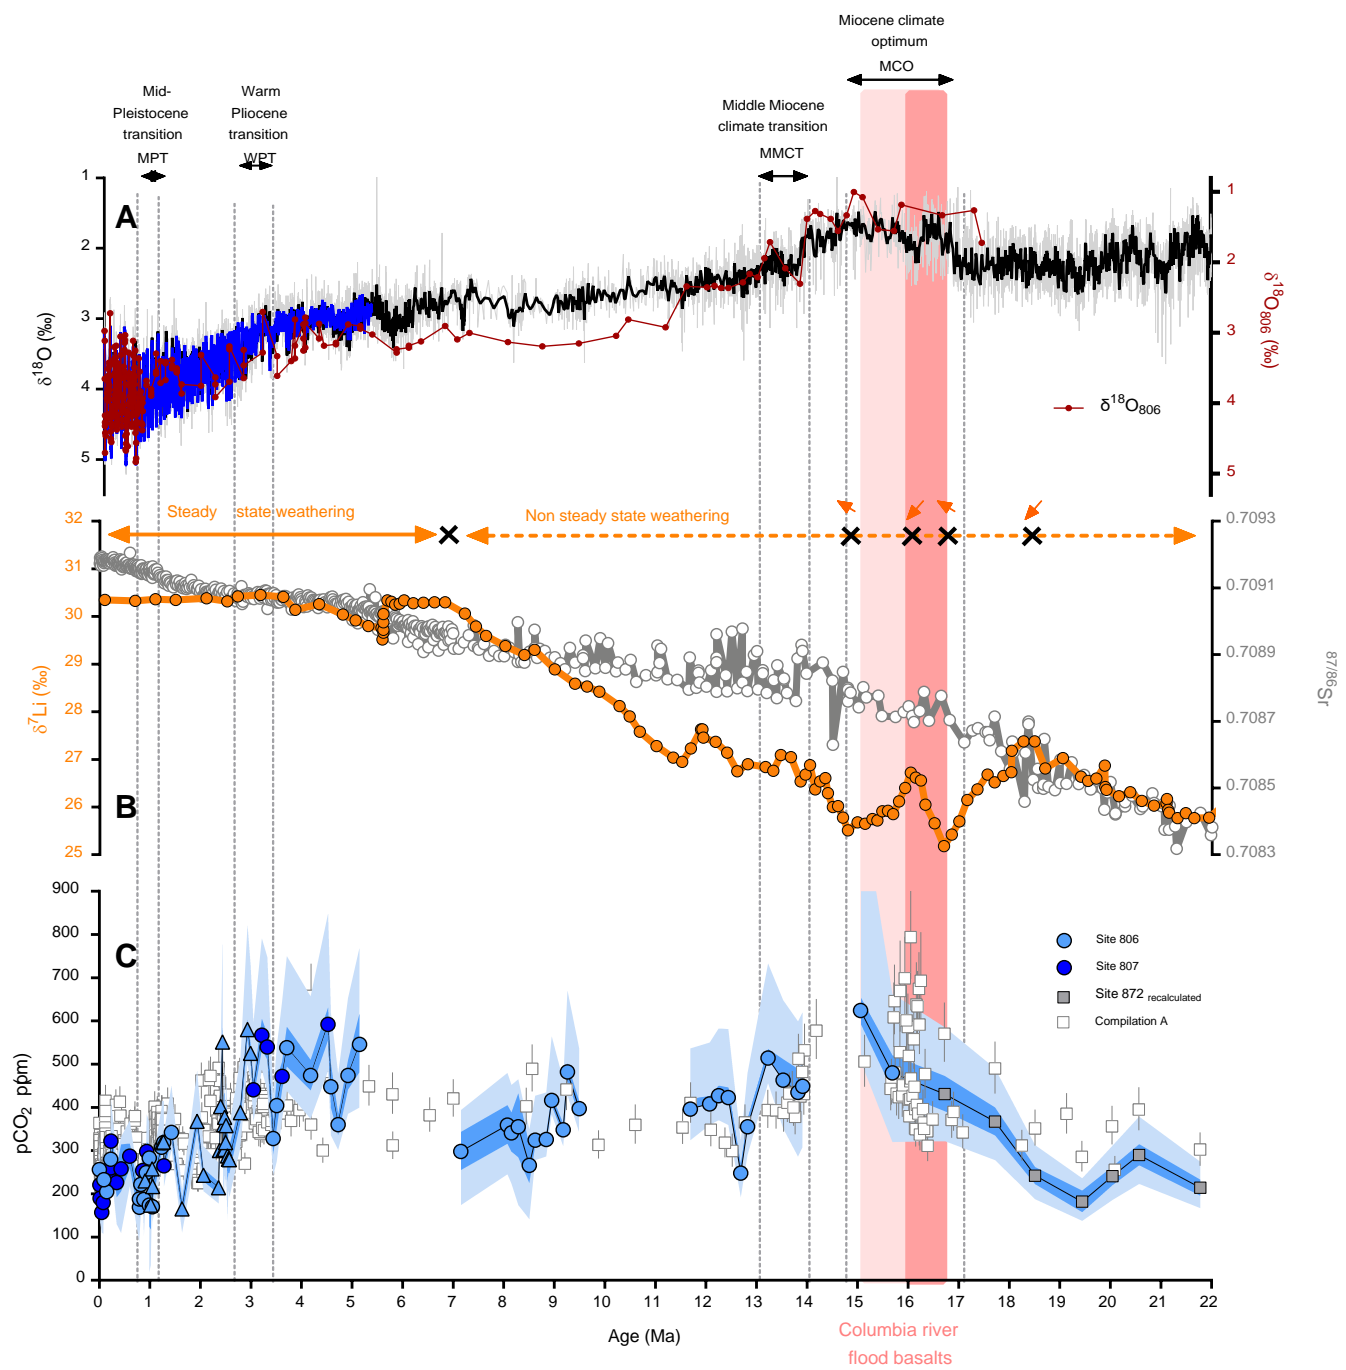 Miocene climate
optimum
MCO
Mid-
Pleistocene
transition
MPT
Warm
Pliocene
transition
WPT
Middle Miocene
climate transition
MMCT
A
1
2
3
4
5
δ18O (‰)
1
2
3
4
5
δ18O806 (‰)
δ18O806
Steady state weathering
Non steady state weathering
B
32
31
30
29
28
27
26
25
δ7Li (‰)
0.7093
0.7091
0.7089
0.7087
0.7085
0.7083
87/86Sr
C
900
800
700
600
500
400
300
200
100
0
pCO2 ppm
Site 806
Site 807
Site 872 recalculated
Compilation A
0 1 2 3 4 5 6 7 8 9 10 11 12 13 14 15 16 17 18 19 20 21 22
Age (Ma)
Columbia river
flood basalts